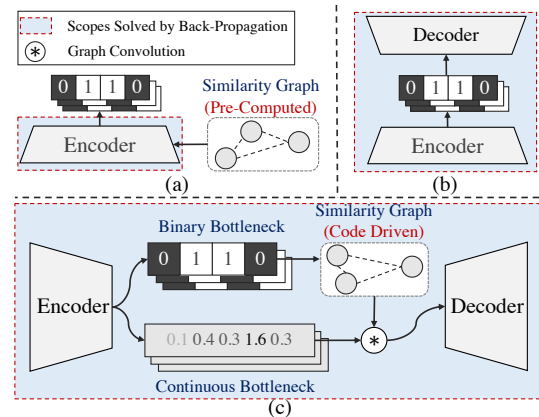 Scopes Solved by Back-Propagation
Graph Convolution
0 1 1 0
Similarity Graph
(Pre-Computed)
Encoder
(a)
Decoder
0 1 1 0
Encoder
(b)
Binary Bottleneck
Similarity Graph
(Code Driven)
0 1 1 0
Encoder
Decoder
0.1 0.4 0.3 1.6 0.3
*
Continuous Bottleneck
(c)